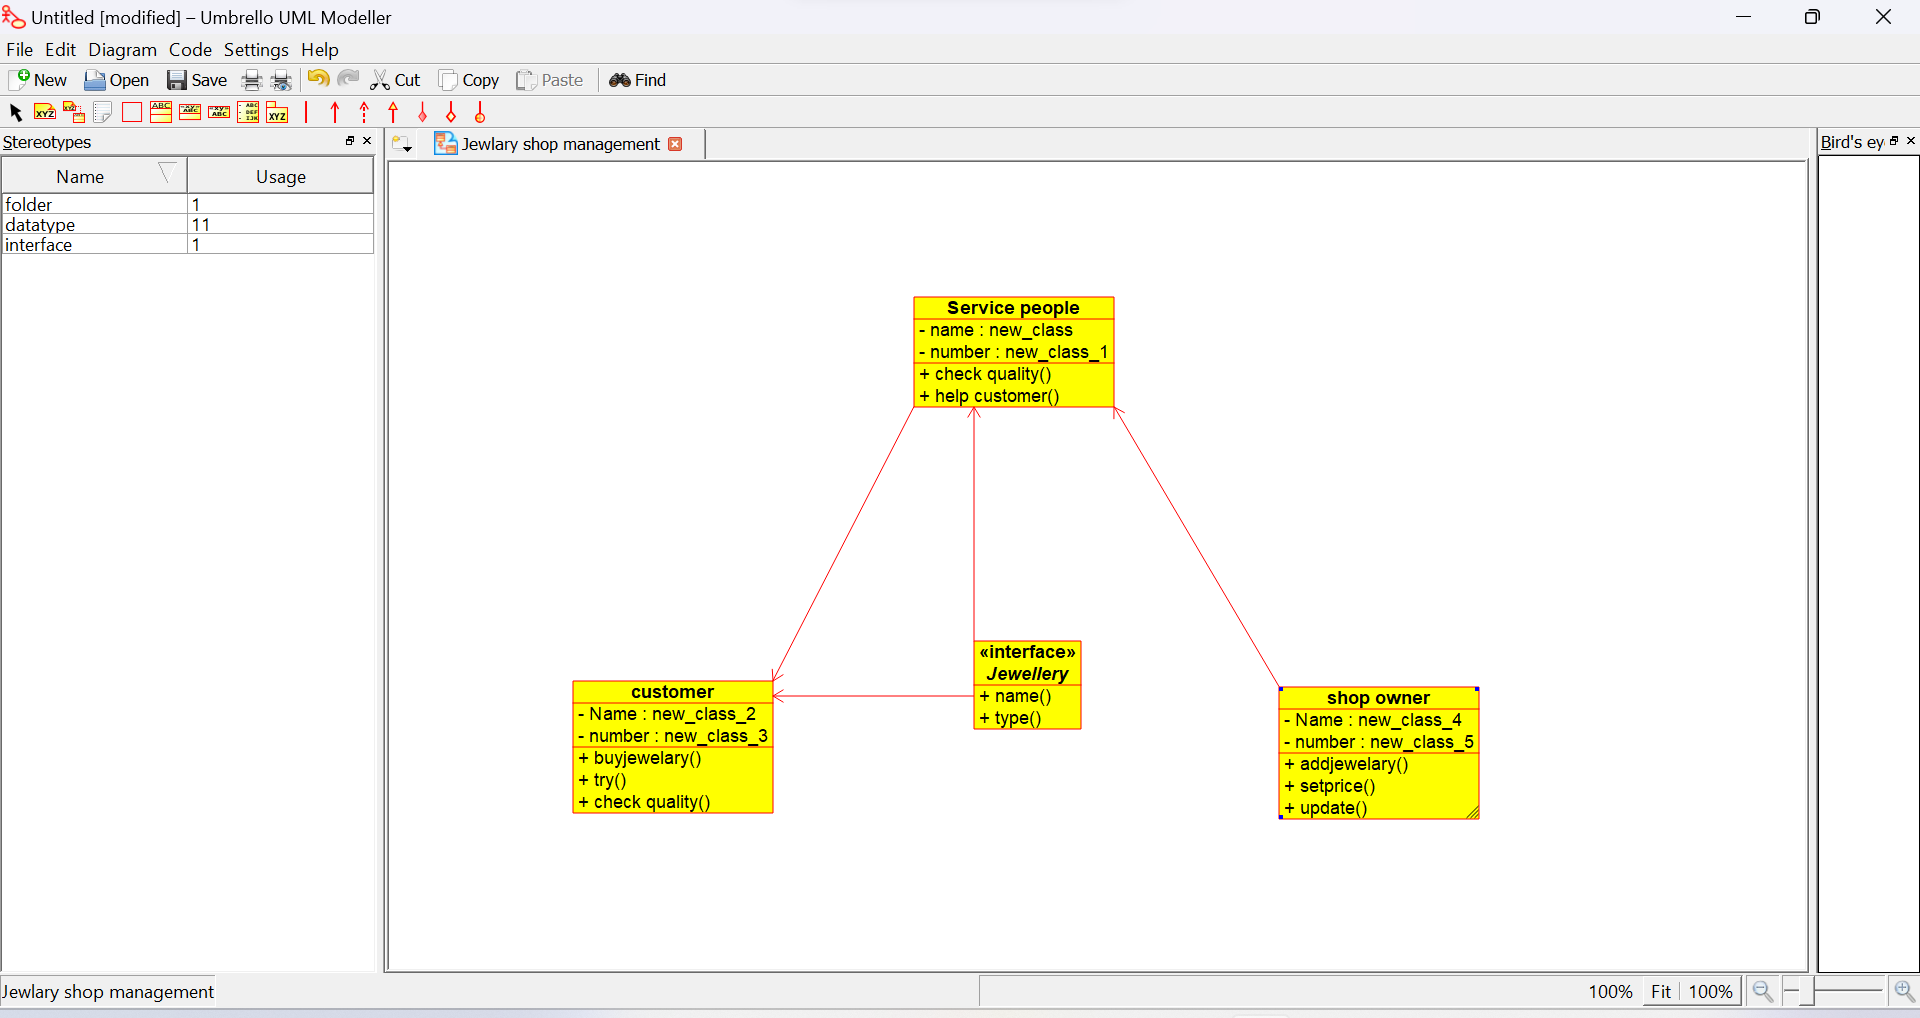 Untitled [modified] – Umbrello UML Modeller
File Edit Diagram Code Settings Help
New Open Save Cut Copy Paste Find
Stereotypes
Name Usage
folder 1
datatype 11
interface 1
Jewlary shop management
Bird's ey
Service people
- name : new_class
- number : new_class_1
+ check quality()
+ help customer()
«interface»
Jewellery
+ name()
+ type()
customer
- Name : new_class_2
- number : new_class_3
+ buyjewelary()
+ try()
+ check quality()
shop owner
- Name : new_class_4
- number : new_class_5
+ addjewelary()
+ setprice()
+ update()
Jewlary shop management
100% Fit 100%